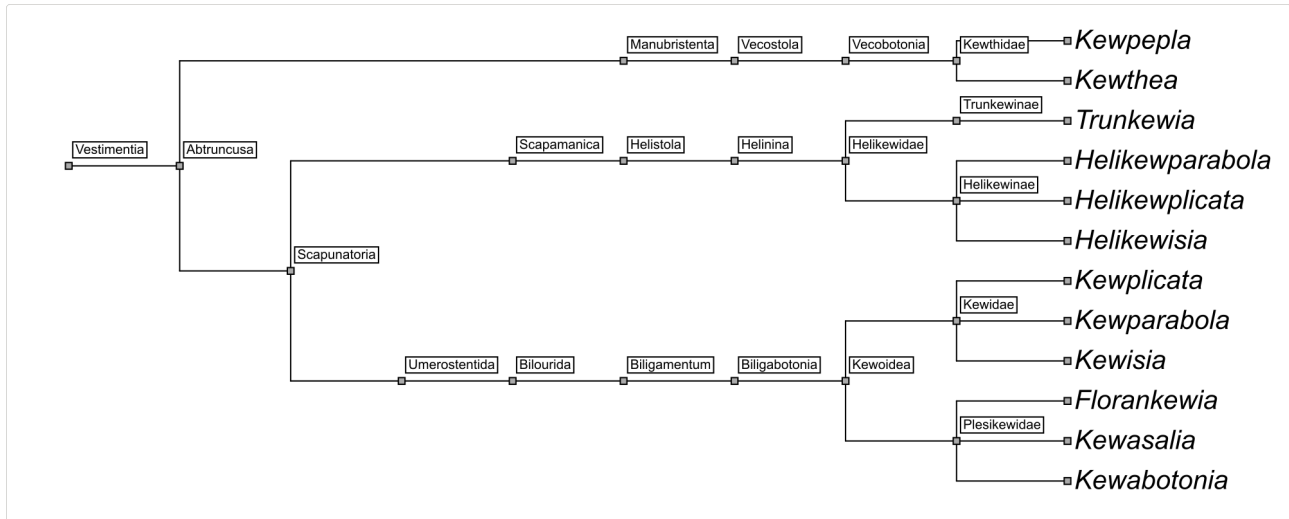 Manubristenta Vecostola Vecobotonia Kewthidae Kewpepla
Kewthea
Trunkewinae Trunkewia
Vestimentia Abtruncusa Scapamanica Helistola Helinina Helikewidae Helikewparabola
Helikewinae Helikewplicata
Helikewisia
Scapunatoria
Kewplicata
Kewidae Kewparabola
Umerostentida Bilourida Biligamentum Biligabotonia Kewoidea Kewisia
Florankewia
Plesikewidae Kewasalia
Kewabotonia